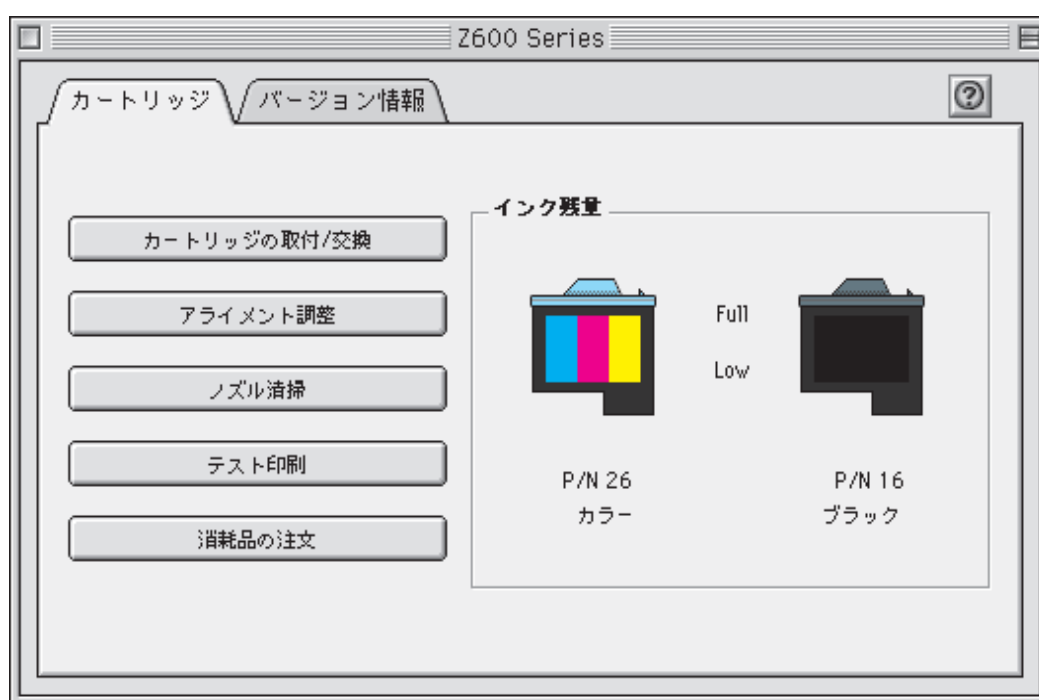 Z600 Series
カートリッジ
バージョン情報
?
カートリッジの取付/交換
アライメント調整
ノズル清掃
テスト印刷
消耗品の注文
インク残量
Full
Low
P/N 26
カラー
P/N 16
ブラック